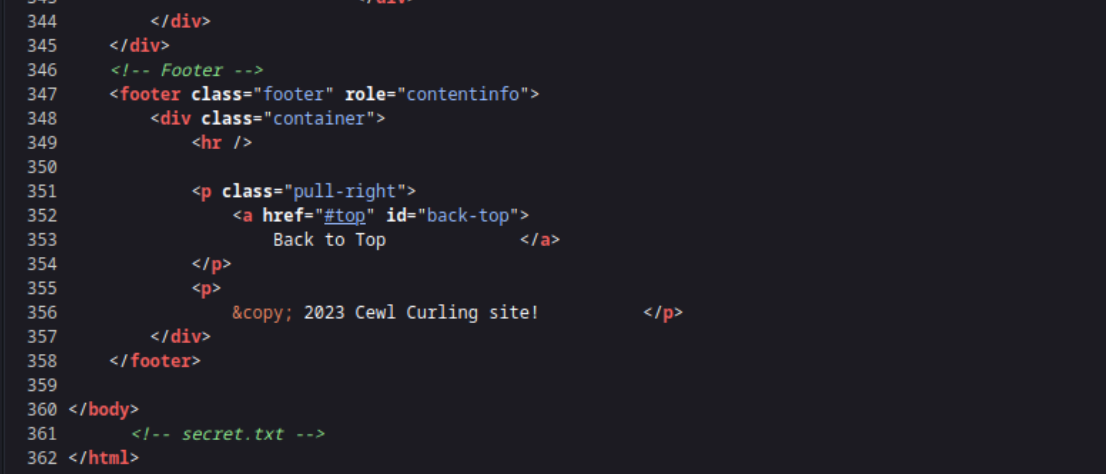 344 </div>
345 </div>
346 <!-- Footer -->
347 <footer class="footer" role="contentinfo">
348 <div class="container">
349 <hr />
350
351 <p class="pull-right">
352 <a href="#top" id="back-top">
353 Back to Top </a>
354 </p>
355 <p>
356 &copy; 2023 Cewl Curling site! </p>
357 </div>
358 </footer>
359
360 </body>
361 <!-- secret.txt -->
362 </html>